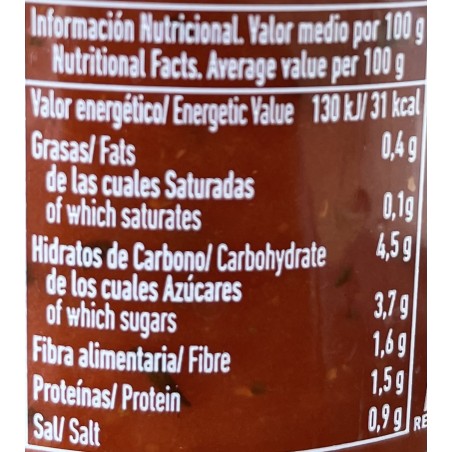 Información Nutricional. Valor medio por 100 g
Nutritional Facts. Average value per 100 g
Valor energético/ Energetic Value 130 kJ/ 31 kcal
Grasas/ Fats 0,4 g
de las cuales Saturadas
of which saturates 0,1g
Hidratos de Carbono/ Carbohydrate 4,5 g
de los cuales Azúcares
of which sugars 3,7 g
Fibra alimentaria/ Fibre 1,6 g
Proteínas/ Protein 1,5 g
Sal/ Salt 0,9 g